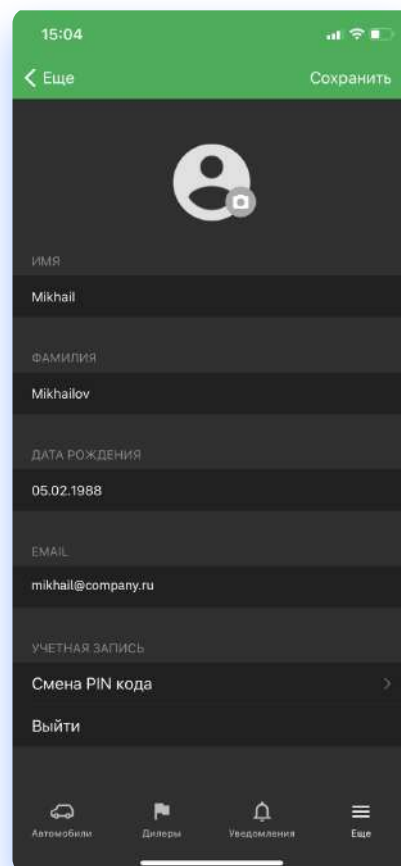 15:04
Еще
Сохранить
ИМЯ
Mikhail
ФАМИЛИЯ
Mikhailov
ДАТА РОЖДЕНИЯ
05.02.1988
EMAIL
mikhail@company.ru
УЧЕТНАЯ ЗАПИСЬ
Смена PIN кода
Выйти
Автомобили Дилеры Уведомления Еще